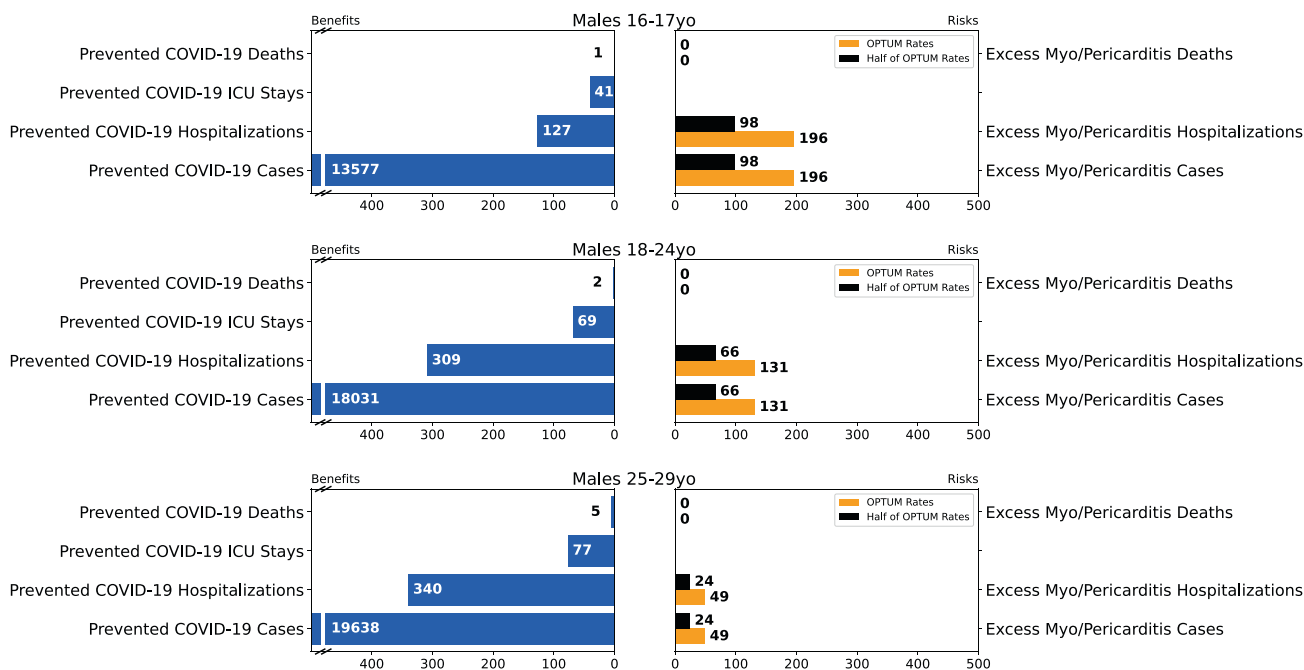 Benefits Males 16-17yo Risks
Prevented COVID-19 Deaths 1 0 0 Excess Myo/Pericarditis Deaths
OPTUM Rates
Half of OPTUM Rates
Prevented COVID-19 ICU Stays 41
Prevented COVID-19 Hospitalizations 127 98 196 Excess Myo/Pericarditis Hospitalizations
Prevented COVID-19 Cases 13577 98 196 Excess Myo/Pericarditis Cases
400 300 200 100 0 0 100 200 300 400 500
Benefits Males 18-24yo Risks
Prevented COVID-19 Deaths 2 0 0 Excess Myo/Pericarditis Deaths
OPTUM Rates
Half of OPTUM Rates
Prevented COVID-19 ICU Stays 69
Prevented COVID-19 Hospitalizations 309 66 131 Excess Myo/Pericarditis Hospitalizations
Prevented COVID-19 Cases 18031 66 131 Excess Myo/Pericarditis Cases
400 300 200 100 0 0 100 200 300 400 500
Benefits Males 25-29yo Risks
Prevented COVID-19 Deaths 5 0 0 Excess Myo/Pericarditis Deaths
OPTUM Rates
Half of OPTUM Rates
Prevented COVID-19 ICU Stays 77
Prevented COVID-19 Hospitalizations 340 24 49 Excess Myo/Pericarditis Hospitalizations
Prevented COVID-19 Cases 19638 24 49 Excess Myo/Pericarditis Cases
400 300 200 100 0 0 100 200 300 400 500